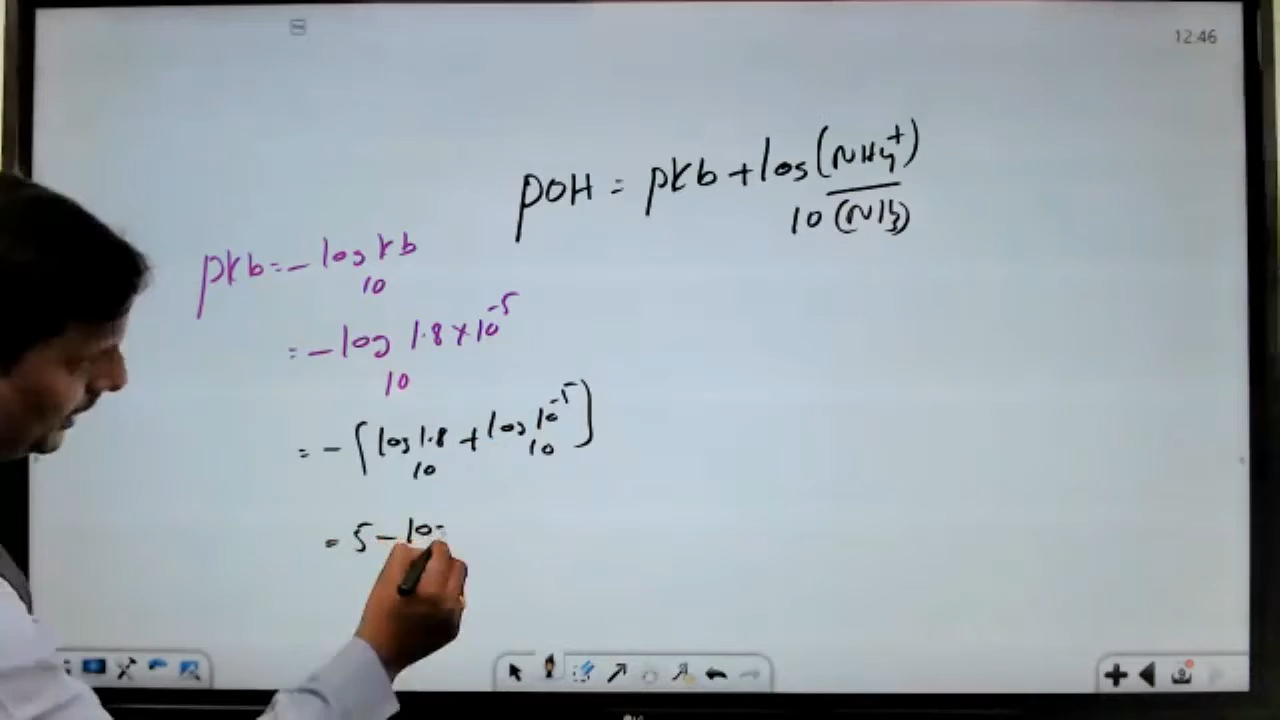 12:46
pOH = pKb + log (NH4+)
10 (NH3)
pKb = - log Kb
10
= - log 1.8 × 10^-5
10
= - [log 1.8 + log 10^-5]
10 10
= 5 - lo